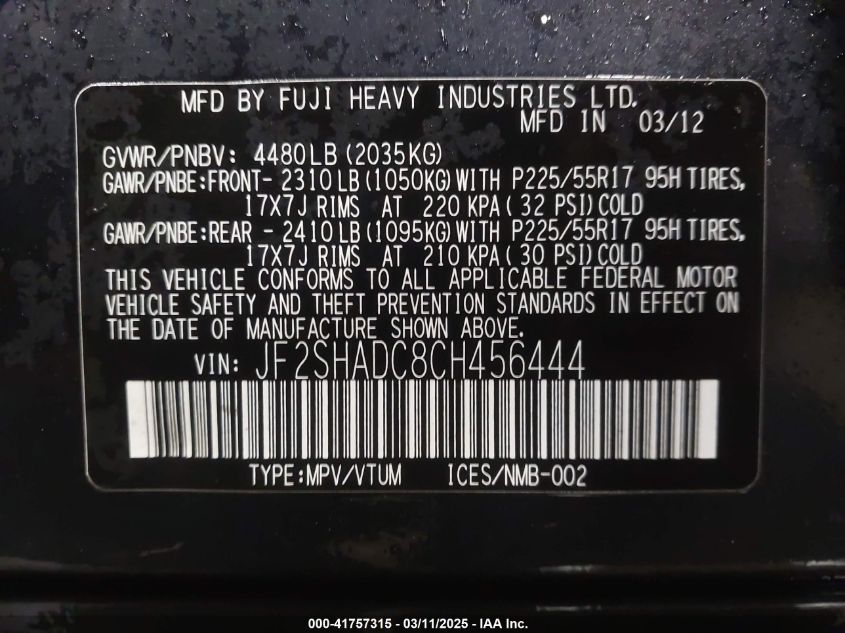 MFD BY FUJI HEAVY INDUSTRIES LTD.
MFD IN 03/12
GVWR/PNBV: 4480LB (2035KG)
GAWR/PNBE:FRONT- 2310LB (1050KG) WITH P225/55R17 95H TIRES,
17X7J RIMS AT 220 KPA( 32 PSI)COLD
GAWR/PNBE:REAR - 2410LB (1095KG) WITH P225/55R17 95H TIRES,
17X7J RIMS AT 210 KPA( 30 PSI)COLD
THIS VEHICLE CONFORMS TO ALL APPLICABLE FEDERAL MOTOR
VEHICLE SAFETY AND THEFT PREVENTION STANDARDS IN EFFECT ON
THE DATE OF MANUFACTURE SHOWN ABOVE.
VIN: JF2SHADC8CH456444
TYPE:MPV/VTUM ICES/NMB-002
000-41757315 - 03/11/2025 - IAA Inc.